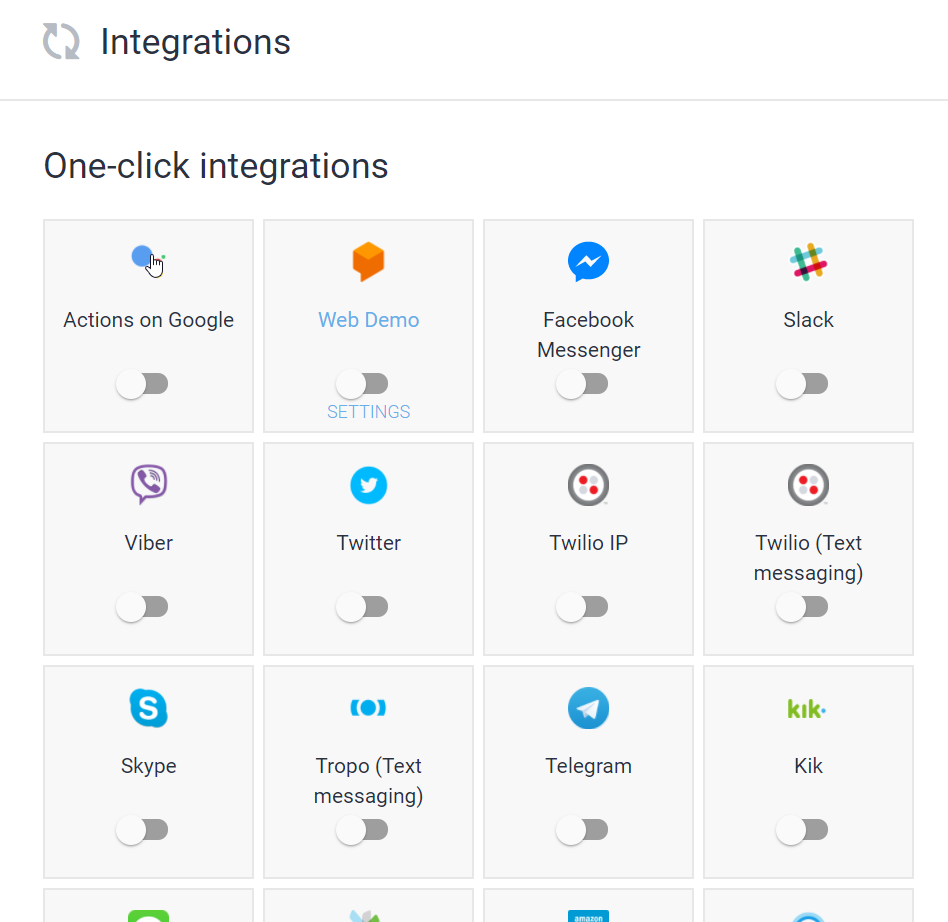 Integrations
One-click integrations
Actions on Google
Web Demo
SETTINGS
Facebook
Messenger
Slack
Viber
Twitter
Twilio IP
Twilio (Text
messaging)
Skype
Tropo (Text
messaging)
Telegram
kik
Kik
amazon